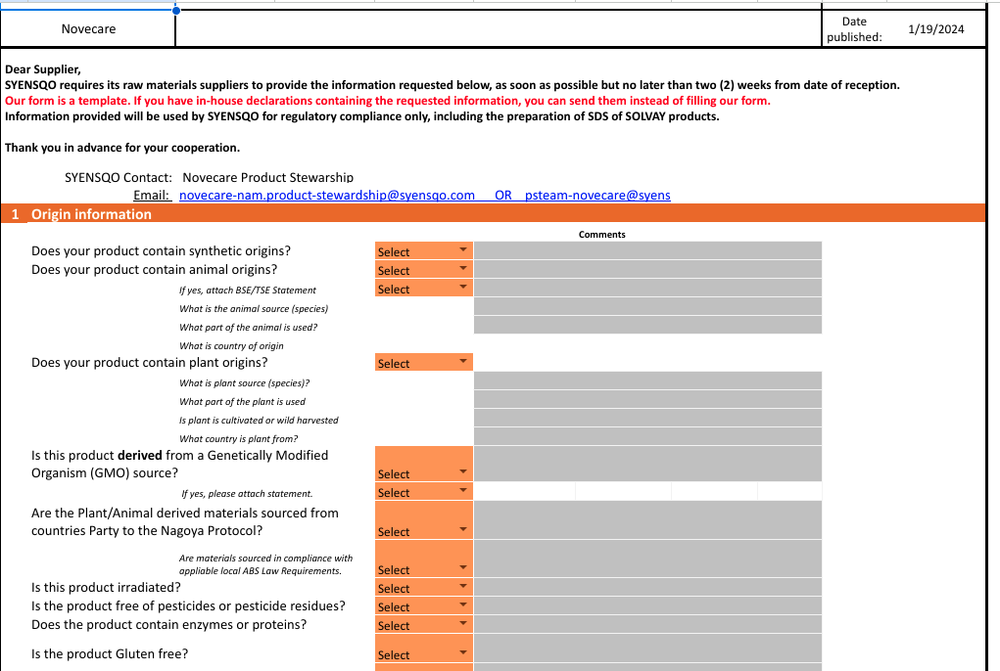 Novecare
Date
published:
1/19/2024
Dear Supplier,
SYENSQO requires its raw materials suppliers to provide the information requested below, as soon as possible but no later than two (2) weeks from date of reception.
Our form is a template. If you have in-house declarations containing the requested information, you can send them instead of filling our form.
Information provided will be used by SYENSQO for regulatory compliance only, including the preparation of SDS of SOLVAY products.
Thank you in advance for your cooperation.
SYENSQO Contact: Novecare Product Stewarship
Email: novecare-nam.product-stewardship@syensqo.com OR psteam-novecare@syens
1 Origin information
Comments
Does your product contain synthetic origins? Select
Does your product contain animal origins? Select
If yes, attach BSE/TSE Statement Select
What is the animal source (species)
What part of the animal is used?
What is country of origin
Does your product contain plant origins? Select
What is plant source (species)?
What part of the plant is used
Is plant is cultivated or wild harvested
What country is plant from?
Is this product derived from a Genetically Modified
Organism (GMO) source? Select
If yes, please attach statement. Select
Are the Plant/Animal derived materials sourced from
countries Party to the Nagoya Protocol? Select
Are materials sourced in compliance with
appliable local ABS Law Requirements. Select
Is this product irradiated? Select
Is the product free of pesticides or pesticide residues? Select
Does the product contain enzymes or proteins? Select
Is the product Gluten free? Select